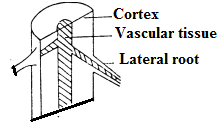 Cortex
Vascular tissue
Lateral root